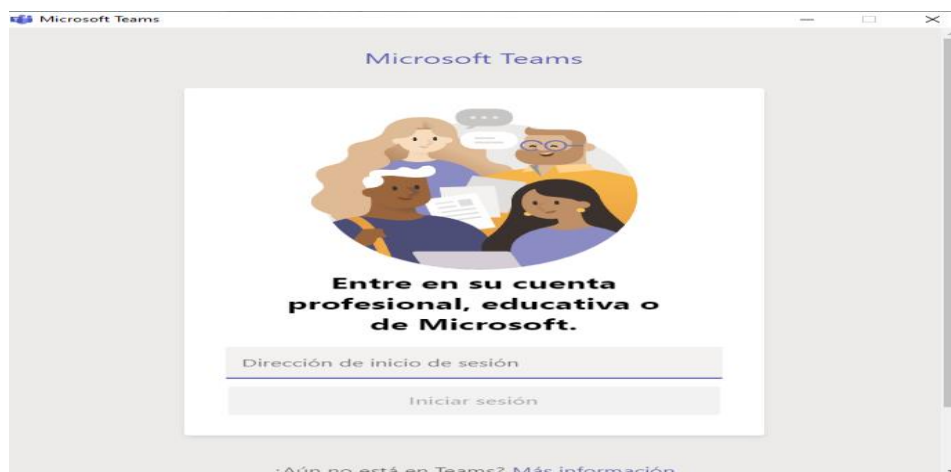 Microsoft Teams
Microsoft Teams
Entre en su cuenta
profesional, educativa o
de Microsoft.
Dirección de inicio de sesión
Iniciar sesión
¿Aún no está en Teams? Más información